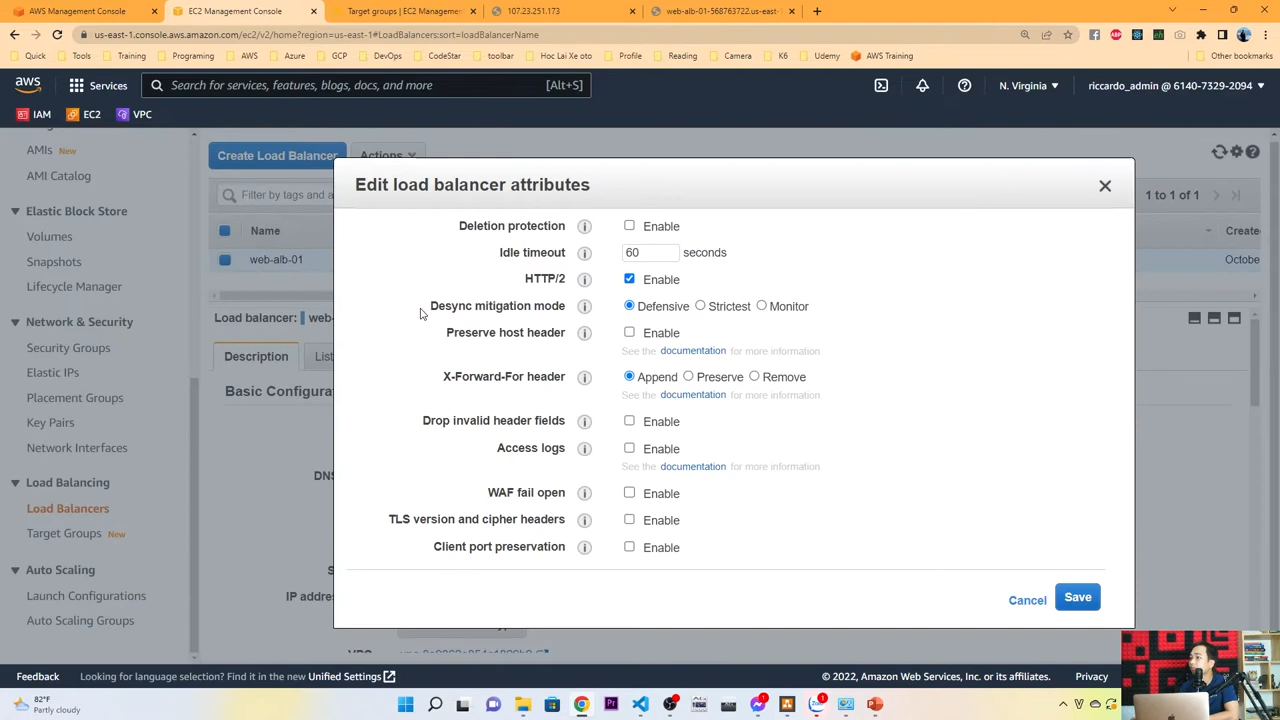 AWS Management Console
EC2 Management Console
Target groups | EC2 Managemen
107.23.251.173
web-alb-01-568763722.us-east-1
us-east-1.console.aws.amazon.com/ec2/v2/home?region=us-east-1#LoadBalancers:sort=loadBalancerName
Quick
Tools
Training
Programing
AWS
Azure
GCP
DevOps
CodeStar
toolbar
Hoc Lai Xe oto
Profile
Reading
Camera
K6
Udemy
AWS Training
Other bookmarks
aws
Services
Search for services, features, blogs, docs, and more
[Alt+S]
N. Virginia
riccardo_admin @ 6140-7329-2094
IAM
EC2
VPC
AMIs New
AMI Catalog
Elastic Block Store
Volumes
Snapshots
Lifecycle Manager
Network & Security
Security Groups
Elastic IPs
Placement Groups
Key Pairs
Network Interfaces
Load Balancing
Load Balancers
Target Groups New
Auto Scaling
Launch Configurations
Auto Scaling Groups
Create Load Balancer
Actions
Filter by tags and a
1 to 1 of 1
Name
Create
web-alb-01
Octobe
Load balancer: web-
Description
List
Basic Configurat
DNS
IP addres
VPC
Edit load balancer attributes
Deletion protection Enable
Idle timeout 60 seconds
HTTP/2 Enable
Desync mitigation mode Defensive Strictest Monitor
Preserve host header Enable
See the documentation for more information
X-Forward-For header Append Preserve Remove
See the documentation for more information
Drop invalid header fields Enable
Access logs Enable
See the documentation for more information
WAF fail open Enable
TLS version and cipher headers Enable
Client port preservation Enable
Cancel
Save
Feedback
Looking for language selection? Find it in the new Unified Settings
© 2022, Amazon Web Services, Inc. or its affiliates.
Privacy
82°F
Partly cloudy